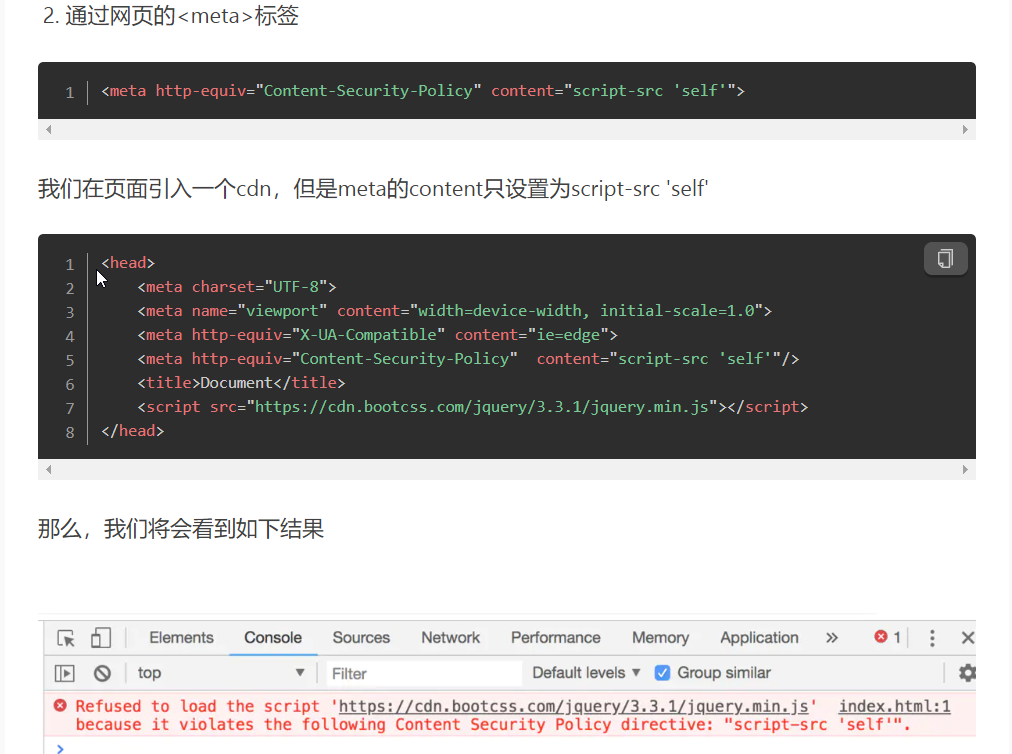 2. 通过网页的<meta>标签
1 <meta http-equiv="Content-Security-Policy" content="script-src 'self'">
我们在页面引入一个cdn，但是meta的content只设置为script-src 'self'
1 <head>
2 <meta charset="UTF-8">
3 <meta name="viewport" content="width=device-width, initial-scale=1.0">
4 <meta http-equiv="X-UA-Compatible" content="ie=edge">
5 <meta http-equiv="Content-Security-Policy"  content="script-src 'self'"/>
6 <title>Document</title>
7 <script src="https://cdn.bootcss.com/jquery/3.3.1/jquery.min.js"></script>
8 </head>
那么，我们将会看到如下结果
Elements Console Sources Network Performance Memory Application » 1
top Filter Default levels Group similar
Refused to load the script 'https://cdn.bootcss.com/jquery/3.3.1/jquery.min.js' index.html:1
because it violates the following Content Security Policy directive: "script-src 'self'".